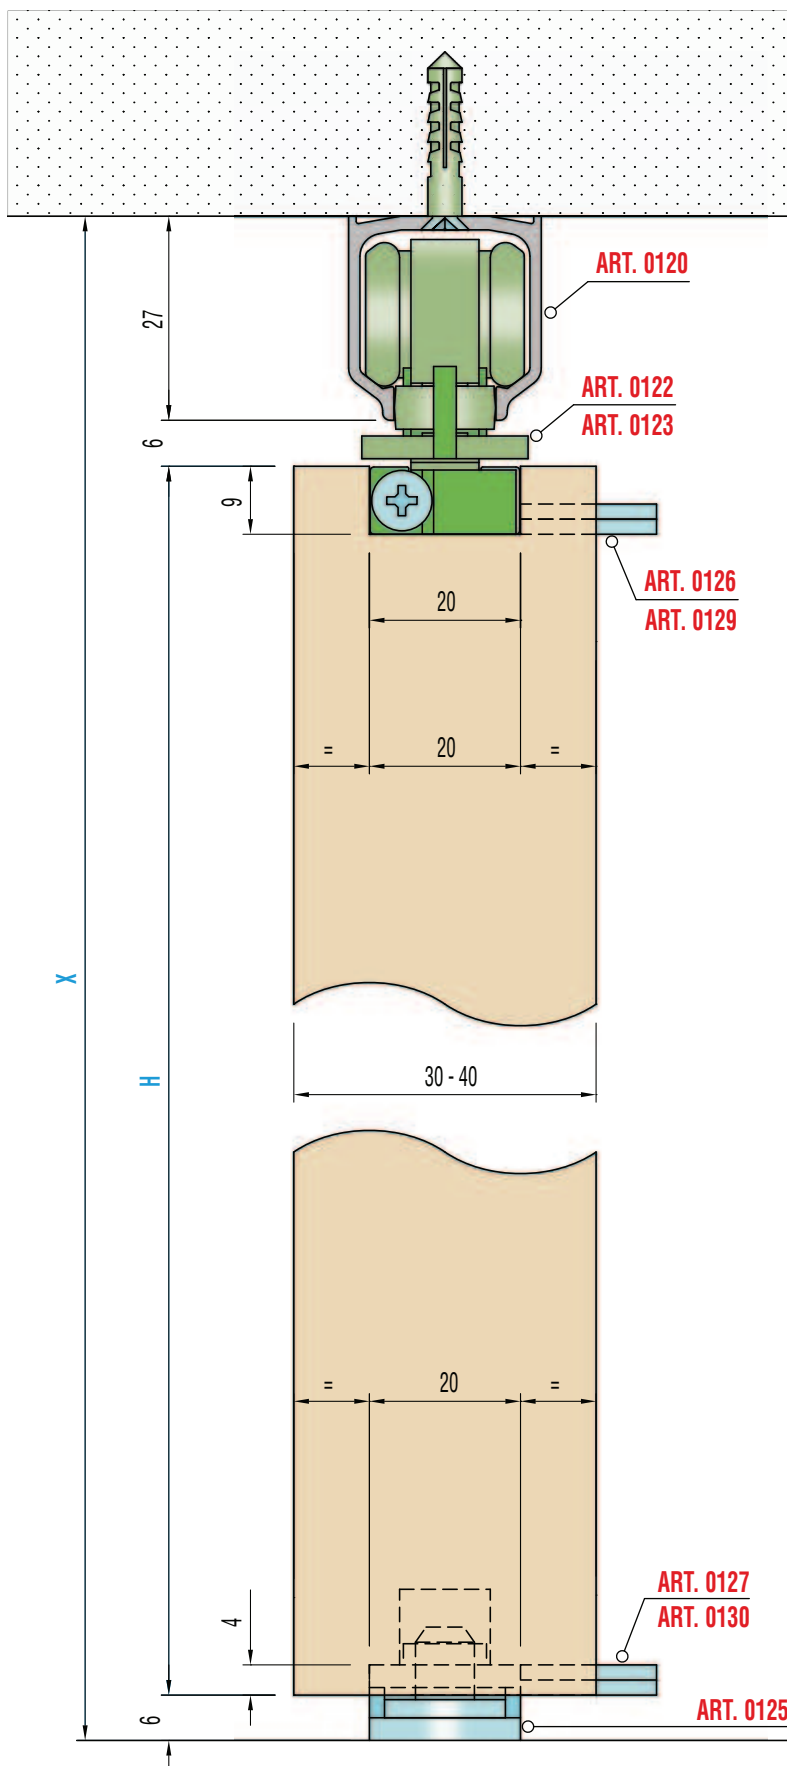 ART. 0120
27
ART. 0122
ART. 0123
6
9
ART. 0126
ART. 0129
20
= 20 =
X
H
30 - 40
= 20 =
ART. 0127
ART. 0130
4
ART. 0125
6